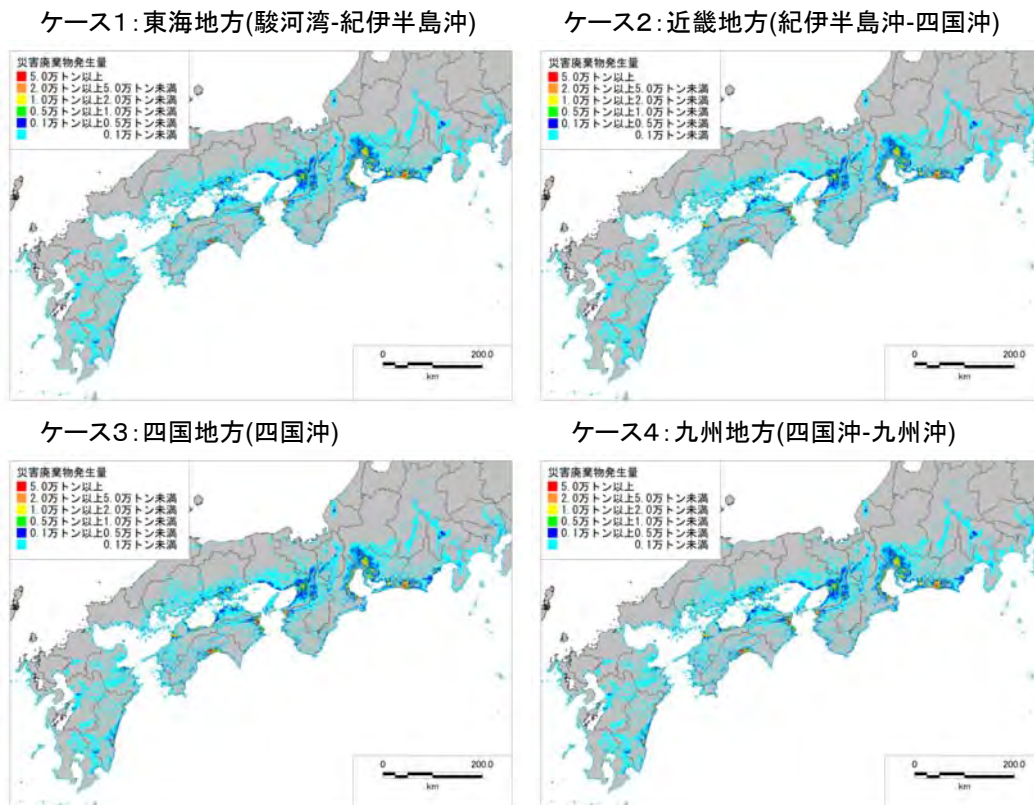 ケース1:東海地方(駿河湾-紀伊半島沖)
災害廃棄物発生量
5.0万トン以上
2.0万トン以上5.0万トン未満
1.0万トン以上2.0万トン未満
0.5万トン以上1.0万トン未満
0.1万トン以上0.5万トン未満
0.1万トン未満
0 200.0
km
ケース2:近畿地方(紀伊半島沖-四国沖)
災害廃棄物発生量
5.0万トン以上
2.0万トン以上5.0万トン未満
1.0万トン以上2.0万トン未満
0.5万トン以上1.0万トン未満
0.1万トン以上0.5万トン未満
0.1万トン未満
0 200.0
km
ケース3:四国地方(四国沖)
災害廃棄物発生量
5.0万トン以上
2.0万トン以上5.0万トン未満
1.0万トン以上2.0万トン未満
0.5万トン以上1.0万トン未満
0.1万トン以上0.5万トン未満
0.1万トン未満
0 200.0
km
ケース4:九州地方(四国沖-九州沖)
災害廃棄物発生量
5.0万トン以上
2.0万トン以上5.0万トン未満
1.0万トン以上2.0万トン未満
0.5万トン以上1.0万トン未満
0.1万トン以上0.5万トン未満
0.1万トン未満
0 200.0
km